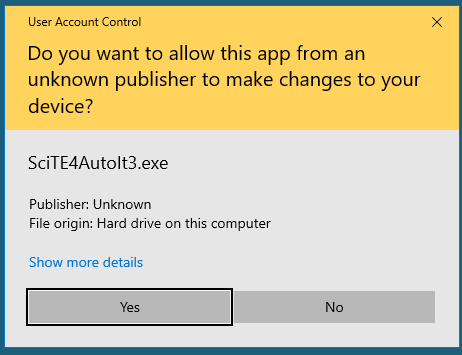 User Account Control
Do you want to allow this app from an
unknown publisher to make changes to your
device?
SciTE4AutoIt3.exe
Publisher: Unknown
File origin: Hard drive on this computer
Show more details
Yes
No